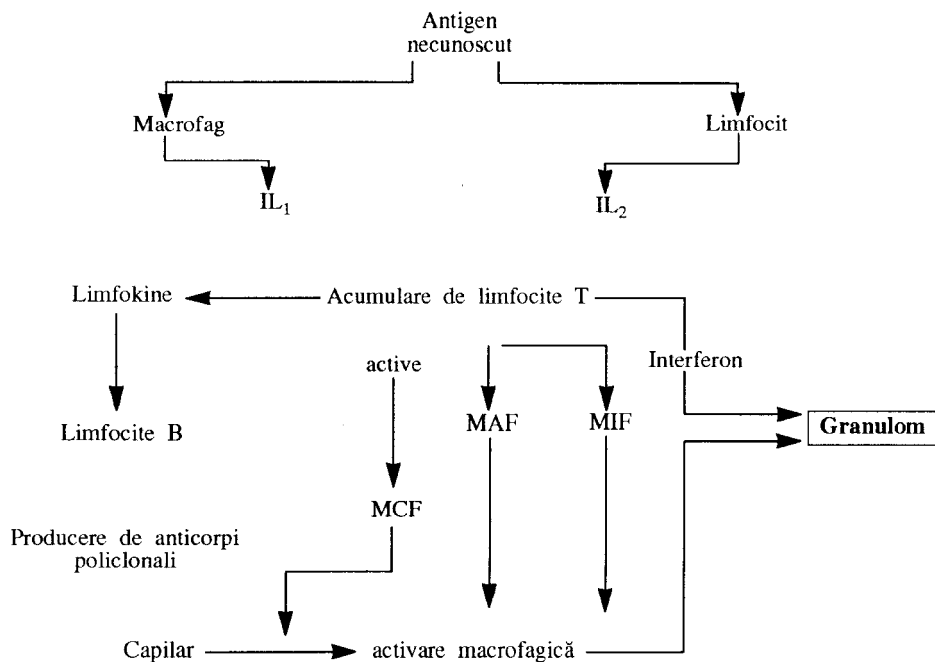 Antigen
necunoscut
Macrofag
Limfocit
IL1
IL2
Limfokine
Acumulare de limfocite T
active
Interferon
MAF
MIF
Granulom
Limfocite B
MCF
Producere de anticorpi
policlonali
Capilar
activare macrofagică